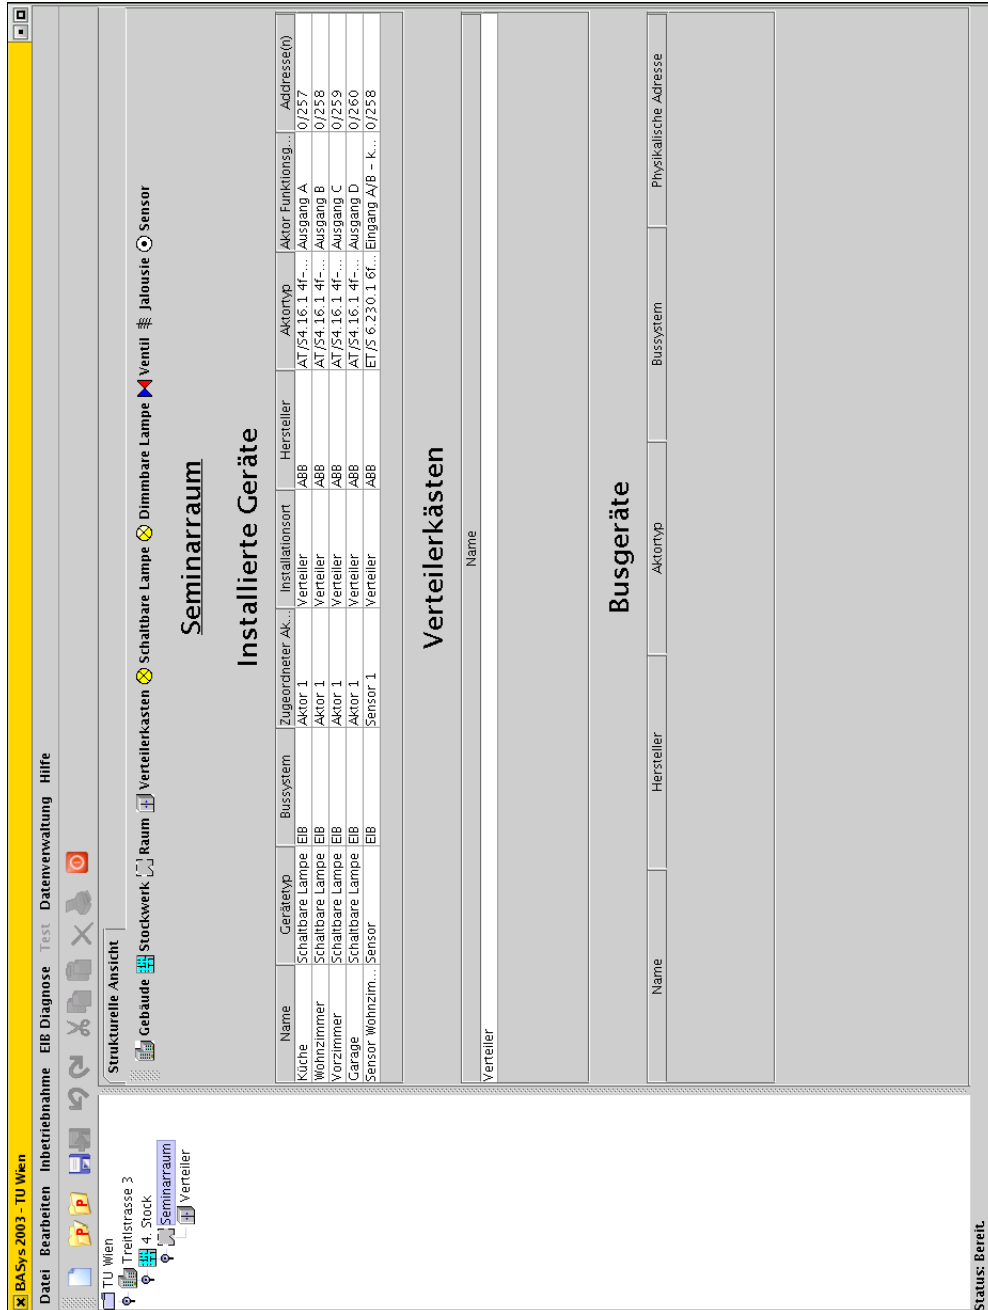 BASys 2003 - TU Wien
Datei Bearbeiten Inbetriebnahme EIB Diagnose Test Datenverwaltung Hilfe
TU Wien
Treitlstrasse 3
4. Stock
Seminarraum
Verteiler
Strukturelle Ansicht
Gebäude Stockwerk Raum Verteilerkasten Schaltbare Lampe Dimmbare Lampe Ventil Jalousie Sensor
Seminarraum
Installierte Geräte
Name Gerätetyp Bussystem Zugeordneter Ak... Installationsort Hersteller Aktortyp Aktor Funktionsg... Addresse(n)
Küche Schaltbare Lampe EIB Aktor 1 Verteiler ABB AT/S4.16.1 4f-... Ausgang A 0/257
Wohnzimmer Schaltbare Lampe EIB Aktor 1 Verteiler ABB AT/S4.16.1 4f-... Ausgang B 0/258
Vorzimmer Schaltbare Lampe EIB Aktor 1 Verteiler ABB AT/S4.16.1 4f-... Ausgang C 0/259
Garage Schaltbare Lampe EIB Aktor 1 Verteiler ABB AT/S4.16.1 4f-... Ausgang D 0/260
Sensor Wohnzim... Sensor EIB Sensor 1 Verteiler ABB ET/S 6.230.1 6f... Eingang A/B - k... 0/258
Verteilerkästen
Name
Verteiler
Busgeräte
Name Hersteller Aktortyp Bussystem Physikalische Adresse
Status: Bereit.